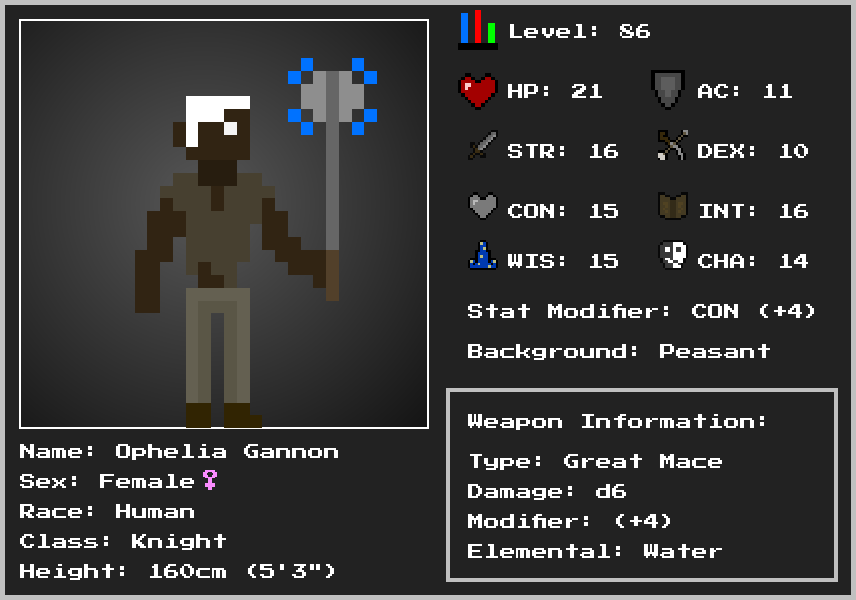 Level: 86
HP: 21
AC: 11
STR: 16
DEX: 10
CON: 15
INT: 16
WIS: 15
CHA: 14
Stat Modifier: CON (+4)
Background: Peasant
Weapon Information:
Type: Great Mace
Damage: d6
Modifier: (+4)
Elemental: Water
Name: Ophelia Gannon
Sex: Female♀
Race: Human
Class: Knight
Height: 160cm (5'3")